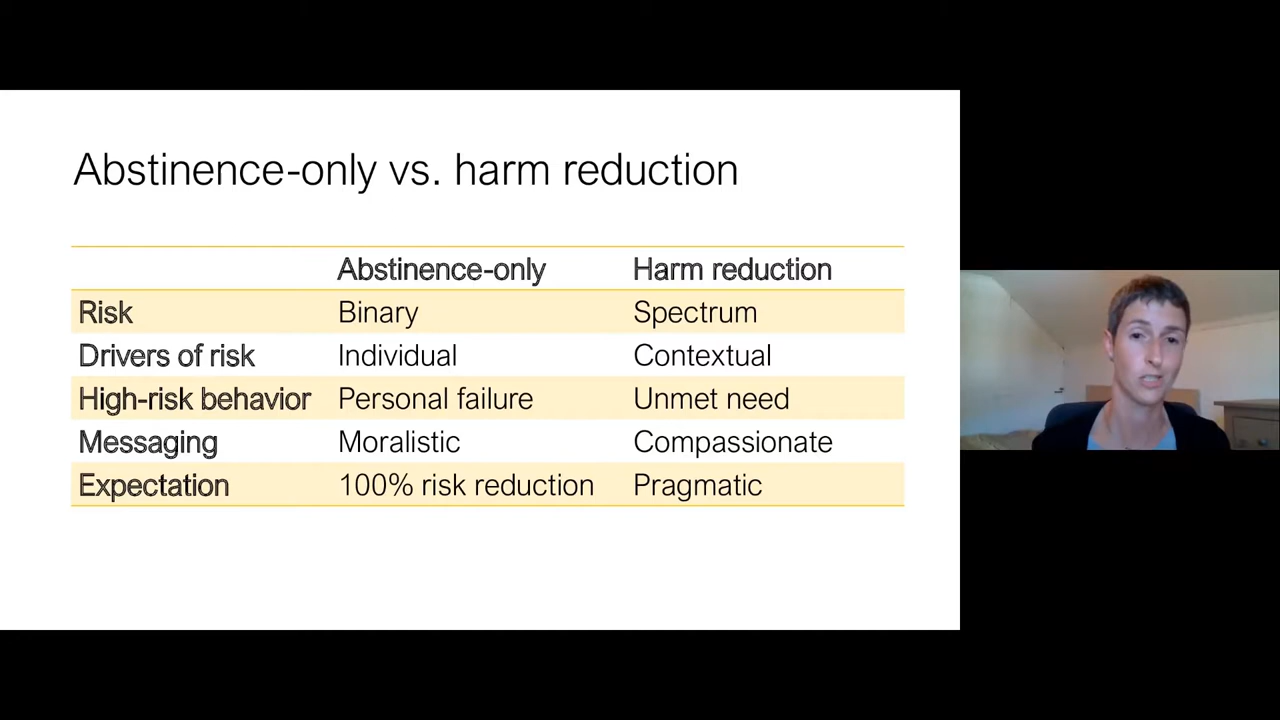 Abstinence-only vs. harm reduction
Abstinence-only Harm reduction
Risk Binary Spectrum
Drivers of risk Individual Contextual
High-risk behavior Personal failure Unmet need
Messaging Moralistic Compassionate
Expectation 100% risk reduction Pragmatic